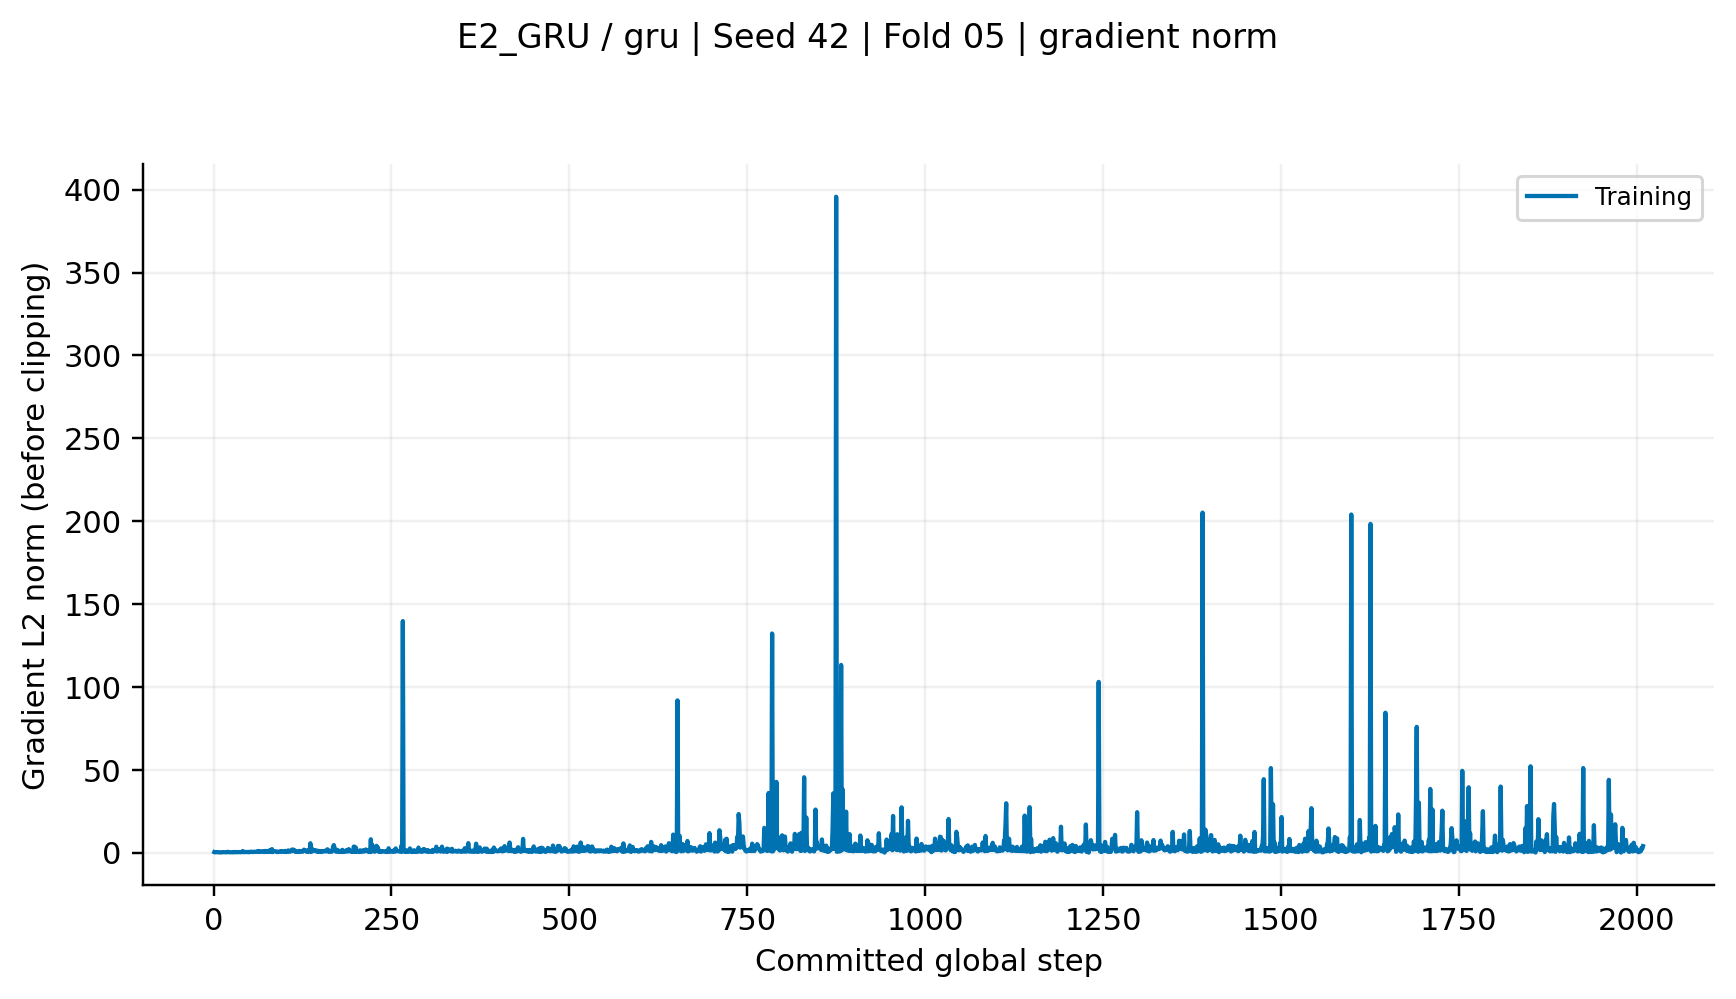 E2_GRU / gru | Seed 42 | Fold 05 | gradient norm
Training
Gradient L2 norm (before clipping)
400
350
300
250
200
150
100
50
0
0 250 500 750 1000 1250 1500 1750 2000
Committed global step